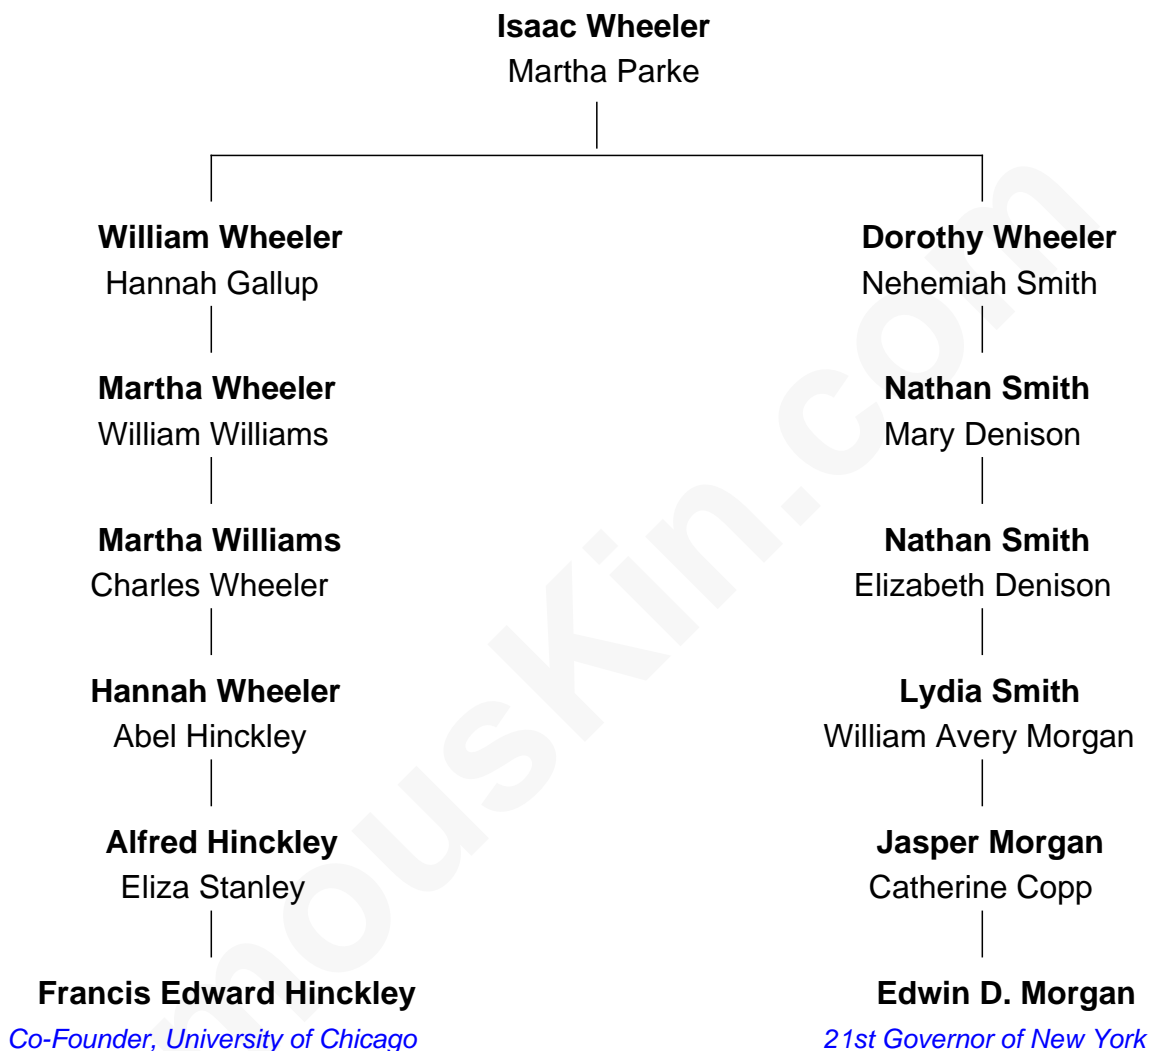 Isaac Wheeler
Martha Parke
William Wheeler
Hannah Gallup
Dorothy Wheeler
Nehemiah Smith
Martha Wheeler
William Williams
Nathan Smith
Mary Denison
Martha Williams
Charles Wheeler
Nathan Smith
Elizabeth Denison
Hannah Wheeler
Abel Hinckley
Lydia Smith
William Avery Morgan
Alfred Hinckley
Eliza Stanley
Jasper Morgan
Catherine Copp
Francis Edward Hinckley
Co-Founder, University of Chicago
Edwin D. Morgan
21st Governor of New York
mousKin.com